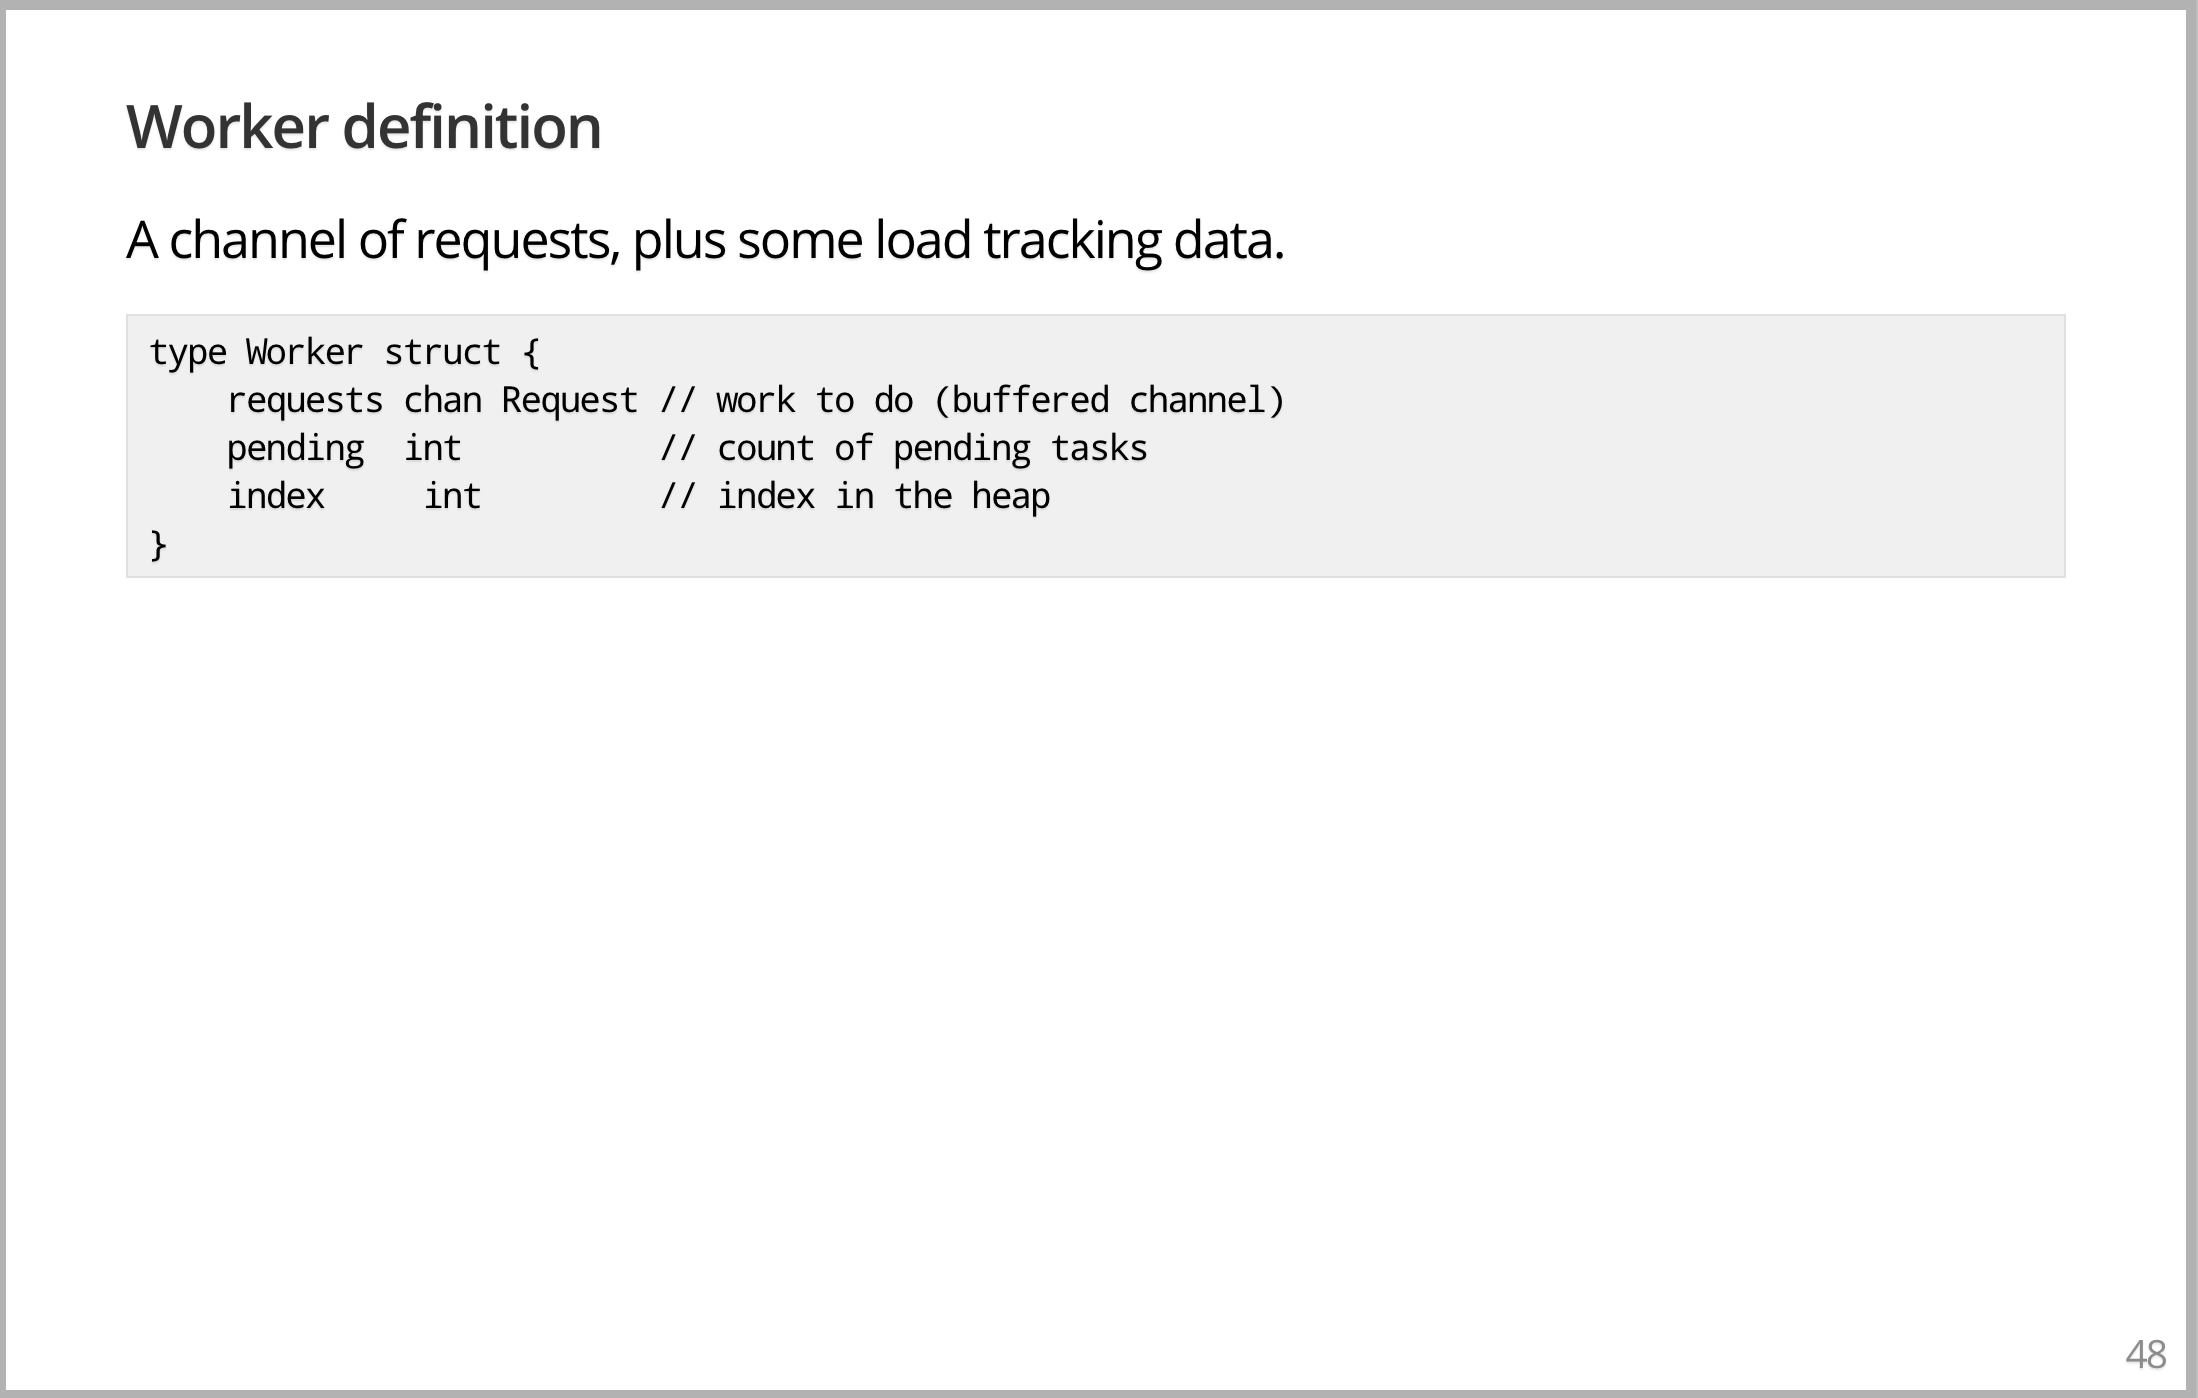 Worker definition
A channel of requests, plus some load tracking data.
type Worker struct {
    requests chan Request // work to do (buffered channel)
    pending  int          // count of pending tasks
    index     int         // index in the heap
}
48